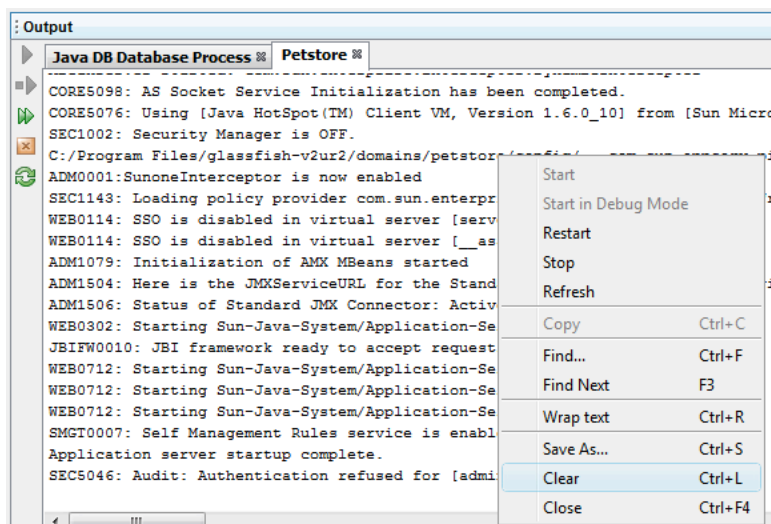 Output
Java DB Database Process
Petstore
CORE5098: AS Socket Service Initialization has been completed.
CORE5076: Using [Java HotSpot(TM) Client VM, Version 1.6.0_10] from [Sun Micro
SEC1002: Security Manager is OFF.
C:/Program Files/glassfish-v2ur2/domains/petstore/config/
ADM0001:SunoneInterceptor is now enabled
SEC1143: Loading policy provider com.sun.enterpr
WEB0114: SSO is disabled in virtual server [serv
WEB0114: SSO is disabled in virtual server [__as
ADM1079: Initialization of AMX MBeans started
ADM1504: Here is the JMXServiceURL for the Stand
ADM1506: Status of Standard JMX Connector: Activ
WEB0302: Starting Sun-Java-System/Application-Se
JBIFW0010: JBI framework ready to accept request
WEB0712: Starting Sun-Java-System/Application-Se
WEB0712: Starting Sun-Java-System/Application-Se
WEB0712: Starting Sun-Java-System/Application-Se
SMGT0007: Self Management Rules service is enabl
Application server startup complete.
SEC5046: Audit: Authentication refused for [admi
Start
Start in Debug Mode
Restart
Stop
Refresh
Copy Ctrl+C
Find... Ctrl+F
Find Next F3
Wrap text Ctrl+R
Save As... Ctrl+S
Clear Ctrl+L
Close Ctrl+F4